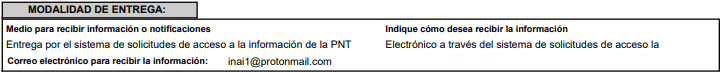 MODALIDAD DE ENTREGA:
Medio para recibir información o notificaciones
Indique cómo desea recibir la información
Entrega por el sistema de solicitudes de acceso a la información de la PNT
Electrónico a través del sistema de solicitudes de acceso la
Correo electrónico para recibir la información: inai1@protonmail.com